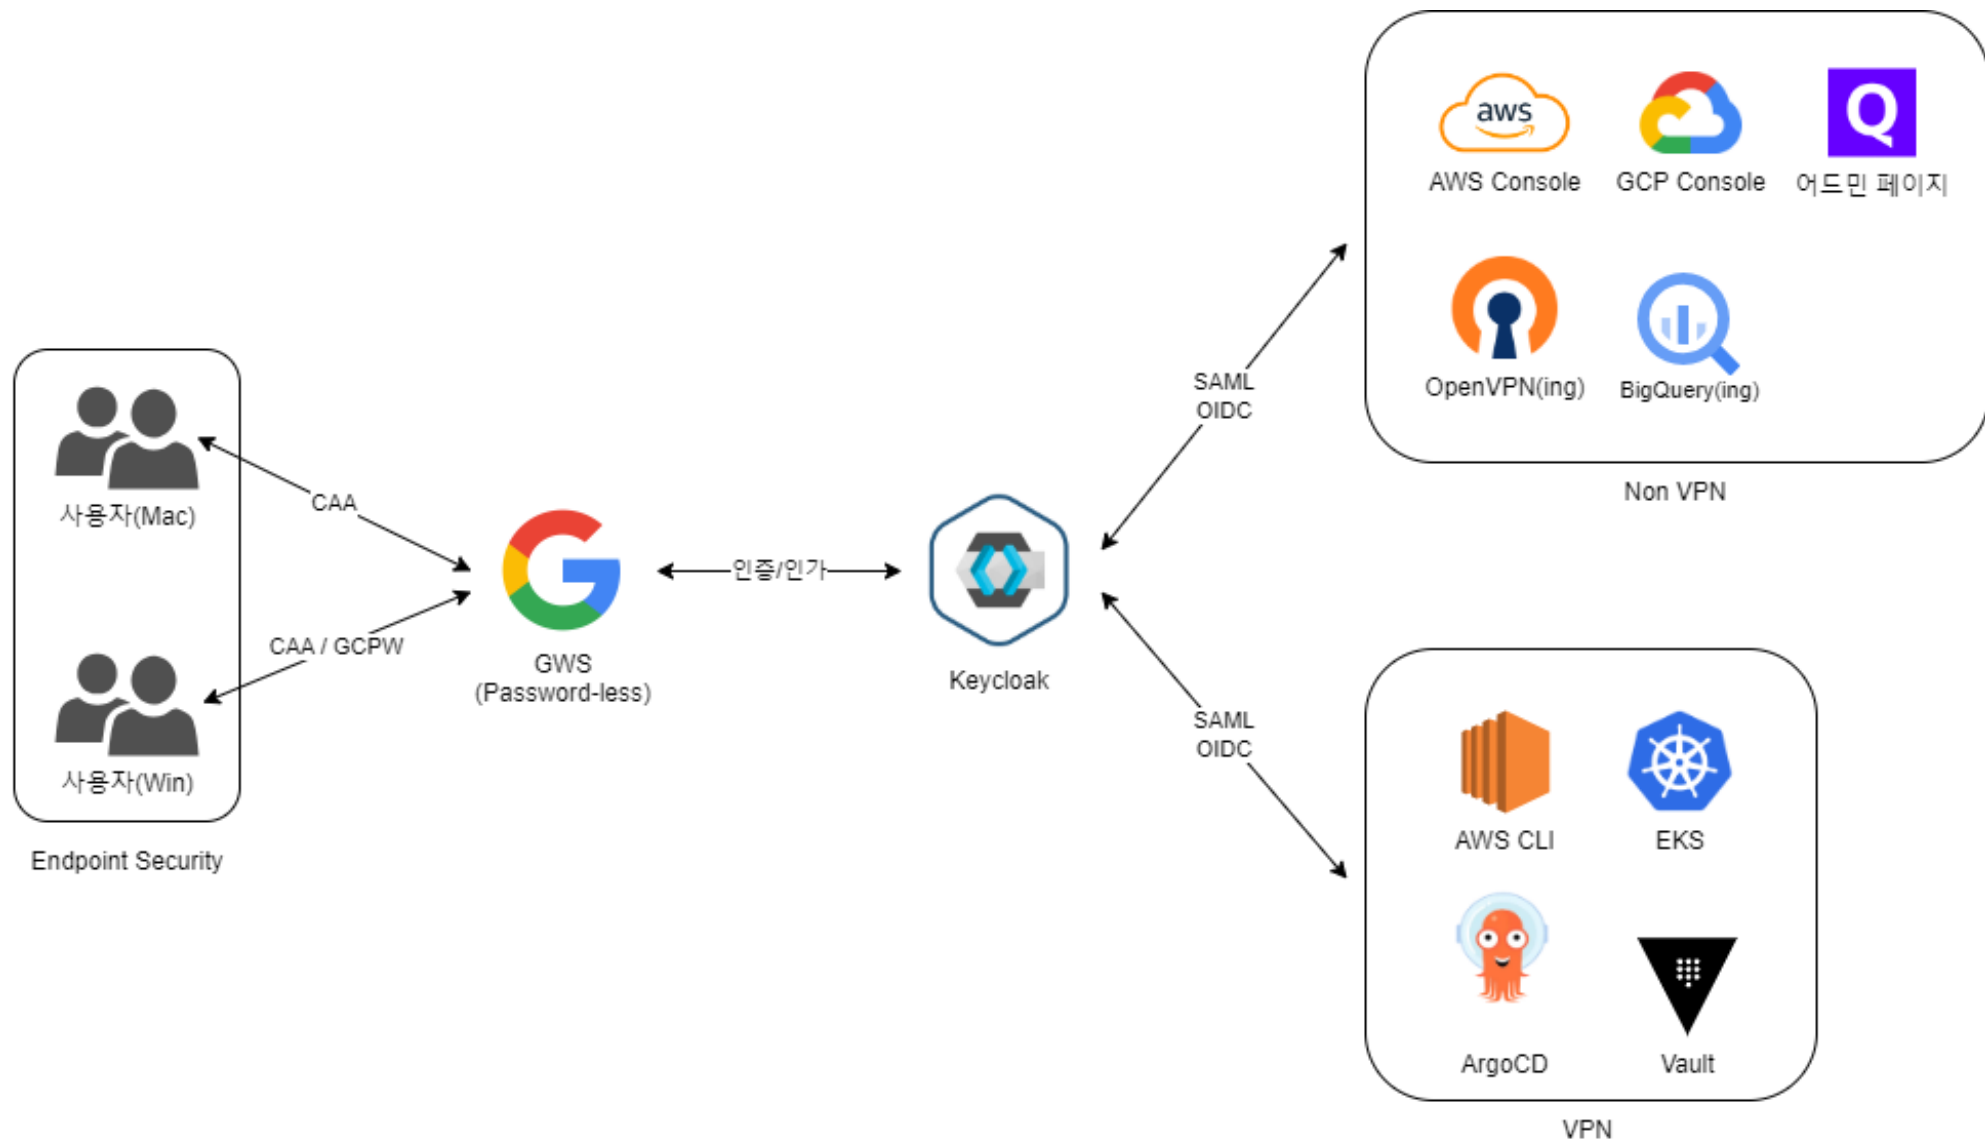 aws
Q
AWS Console
GCP Console
어드민 페이지
OpenVPN(ing)
BigQuery(ing)
Non VPN
SAML
OIDC
사용자(Mac)
CAA
인증/인가
CAA / GCPW
GWS
(Password-less)
Keycloak
사용자(Win)
Endpoint Security
SAML
OIDC
AWS CLI
EKS
ArgoCD
Vault
VPN